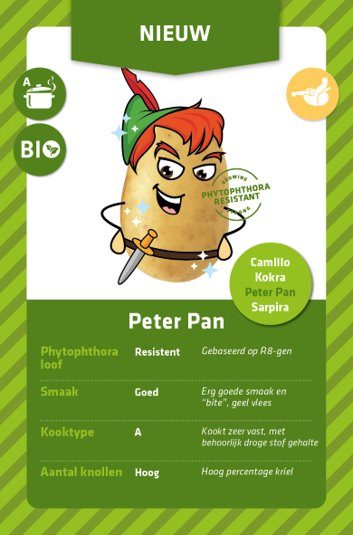 NIEUW
A
BIO
GROWING
PHYTOPHTHORA
RESISTANT
STRONG
Camillo
Kokra
Peter Pan
Sarpira
Peter Pan
Phytophthora loof
Resistent
Gebaseerd op R8-gen
Smaak
Goed
Erg goede smaak en
“bite”, geel vlees
Kooktype
A
Kookt zeer vast, met
behoorlijk droge stof gehalte
Aantal knollen
Hoog
Hoog percentage kriel